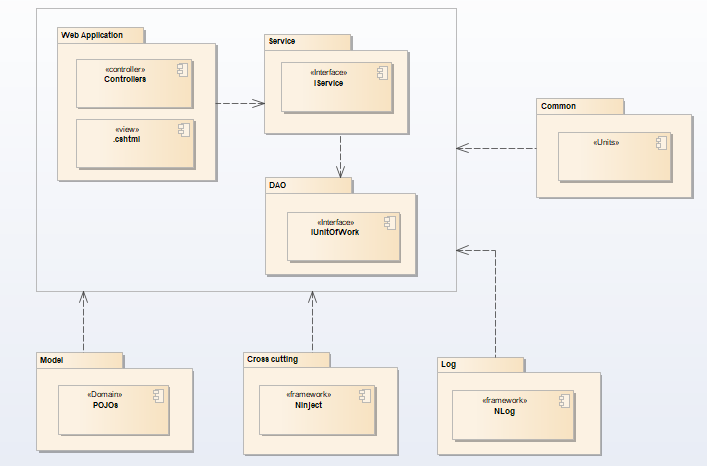 Web Application
«controller»
Controllers
«view»
.cshtml
Service
«Interface»
IService
DAO
«Interface»
IUnitOfWork
Common
«Units»
Model
«Domain»
POJOs
Cross cutting
«framework»
Ninject
Log
«framework»
NLog